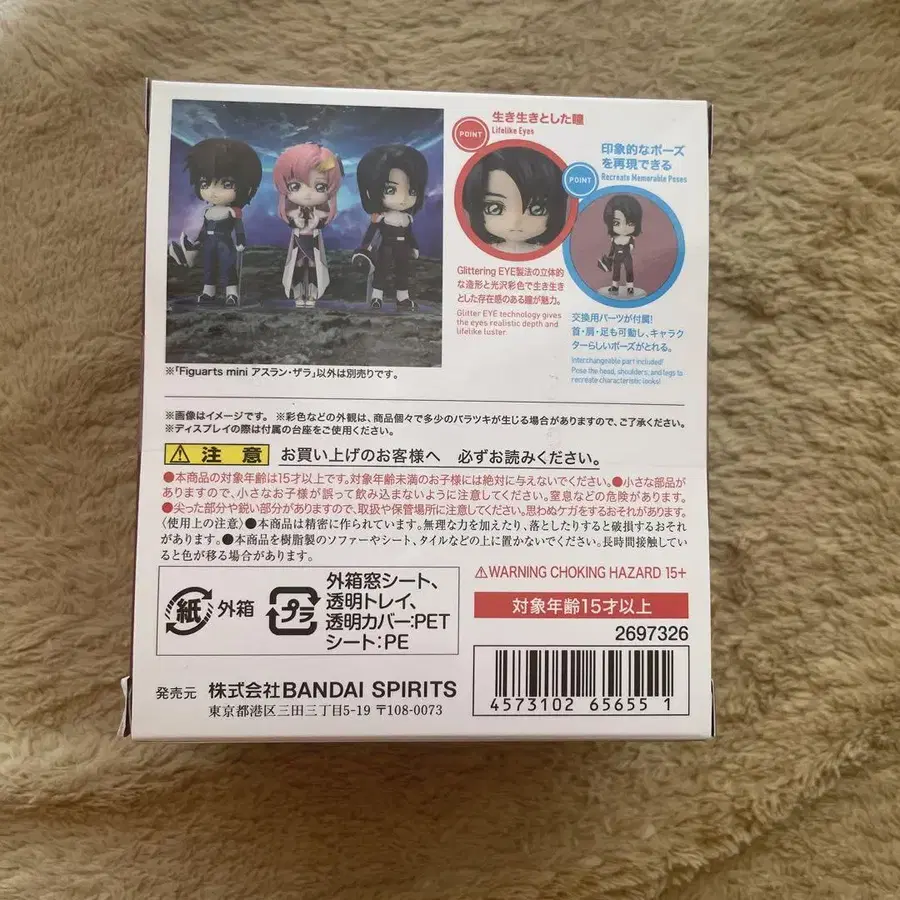 POINT
生き生きとした瞳
Lifelike Eyes
POINT
印象的なポーズ
を再現できる
Recreate Memorable Poses
Glittering EYE製法の立体的
な造形と光沢彩色で生き生き
とした存在感のある瞳が魅力。
Glitter EYE technology gives
the eyes realistic depth and
lifelike luster.
交換用パーツが付属!
首・肩・足も可動し、キャラク
ターらしいポーズがとれる。
Interchangeable part included!
Pose the head, shoulders, and legs to
recreate characteristic looks!
※「Figuarts mini アスラン・ザラ」以外は別売りです。
※画像はイメージです。 ※彩色などの外観は、商品個々で多少のバラツキが生じる場合がありますので、ご了承ください。
※ディスプレイの際は付属の台座をご使用ください。
注意 お買い上げのお客様へ 必ずお読みください。
●本商品の対象年齢は15才以上です。対象年齢未満のお子様には絶対に与えないでください。●小さな部品が
ありますので、小さなお子様が誤って飲み込まないように注意してください。窒息などの危険があります。
●尖った部分や鋭い部分がありますので、取扱や保管場所に注意してください。思わぬケガをするおそれがあります。
〈使用上の注意〉●本商品は精密に作られています。無理な力を加えたり、落としたりすると破損するおそれ
があります。●本商品を樹脂製のソファーやシート、タイルなどの上に置かないでください。長時間接触してい
ると色が移る場合があります。
紙 外箱
プラ
外箱窓シート、
透明トレイ、
透明カバー:PET
シート:PE
⚠WARNING CHOKING HAZARD 15+
対象年齢15才以上
2697326
発売元 株式会社BANDAI SPIRITS
東京都港区三田三丁目5-19 〒108-0073
4573102 65655 1